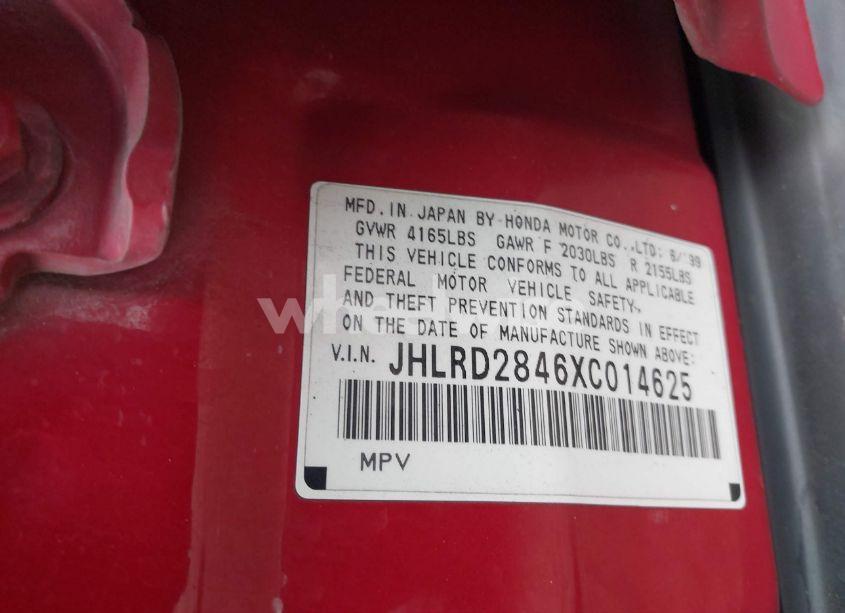 MFD. IN JAPAN BY HONDA MOTOR CO.,LTD: 6/'99
GVWR 4165LBS GAWR F 2030LBS R 2155LBS
THIS VEHICLE CONFORMS TO ALL APPLICABLE
FEDERAL MOTOR VEHICLE SAFETY,
AND THEFT PREVENTION STANDARDS IN EFFECT
ON THE DATE OF MANUFACTURE SHOWN ABOVE:
V.I.N. JHLRD2846XC014625
MPV